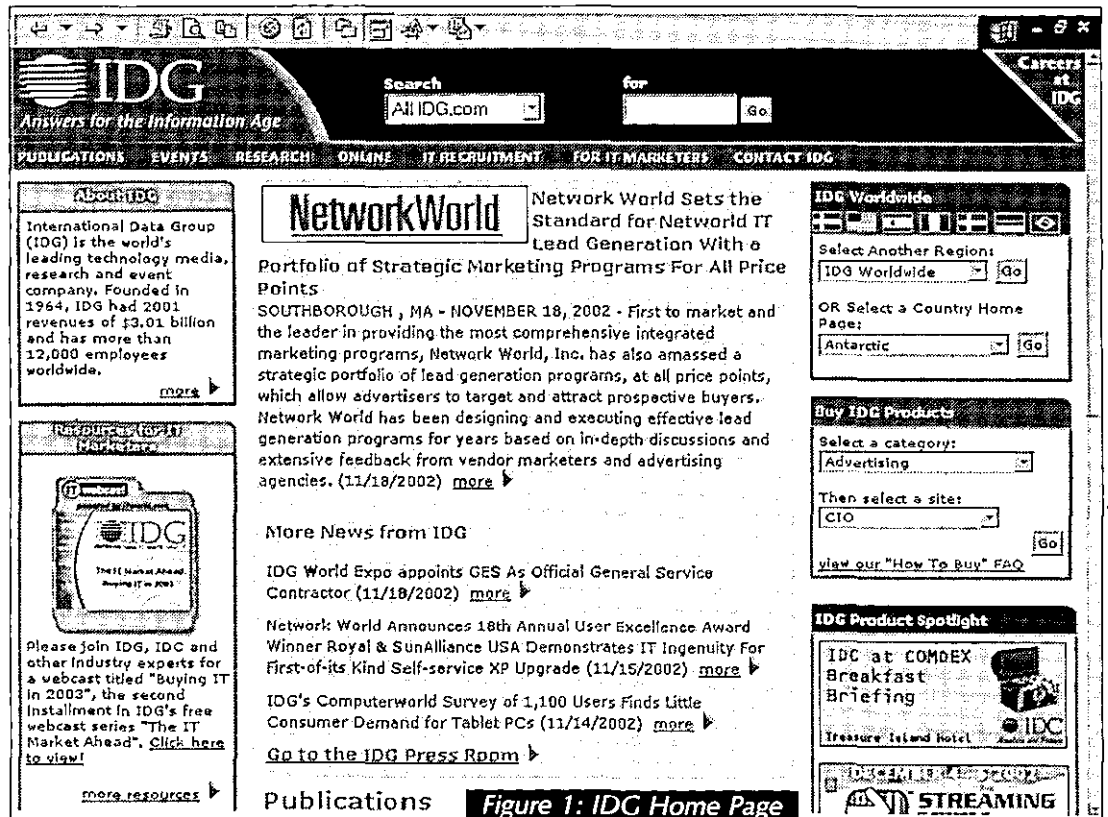 IDG
Answers for the Information Age
Search
All IDG.com
for
Go
Careers
at
IDG
PUBLICATIONS EVENTS RESEARCH ONLINE IT RECRUITMENT FOR IT MARKETERS CONTACT IDG
About IDG
International Data Group
(IDG) is the world's
leading technology media,
research and event
company. Founded in
1964, IDG had 2001
revenues of $3.01 billion
and has more than
12,000 employees
worldwide.
more
Resources for IT
Marketers
IT webcast
IDG
The IT Market Ahead
Buying IT in 2003
Please join IDG, IDC and
other industry experts for
a webcast titled "Buying IT
in 2003", the second
installment in IDG's free
webcast series "The IT
Market Ahead". Click here
to view!
more resources
NetworkWorld
Network World Sets the
Standard for Networld IT
Lead Generation With a
Portfolio of Strategic Marketing Programs For All Price
Points
SOUTHBOROUGH , MA - NOVEMBER 18, 2002 - First to market and
the leader in providing the most comprehensive integrated
marketing programs, Network World, Inc. has also amassed a
strategic portfolio of lead generation programs, at all price points,
which allow advertisers to target and attract prospective buyers.
Network World has been designing and executing effective lead
generation programs for years based on in-depth discussions and
extensive feedback from vendor marketers and advertising
agencies. (11/18/2002) more
More News from IDG
IDG World Expo appoints GES As Official General Service
Contractor (11/18/2002) more
Network World Announces 18th Annual User Excellence Award
Winner Royal & SunAlliance USA Demonstrates IT Ingenuity For
First-of-its Kind Self-service XP Upgrade (11/15/2002) more
IDG's Computerworld Survey of 1,100 Users Finds Little
Consumer Demand for Tablet PCs (11/14/2002) more
Go to the IDG Press Room
Publications
Figure 1: IDG Home Page
IDG Worldwide
Select Another Region:
IDG Worldwide Go
OR Select a Country Home
Page:
Antarctic Go
Buy IDG Products
Select a category:
Advertising
Then select a site:
CIO
Go
view our "How To Buy" FAQ
IDG Product Spotlight
IDC at COMDEX
Breakfast
Briefing
Treasure Island Hotel
IDC
DECEMBER 4 - 5 2002
STREAMING